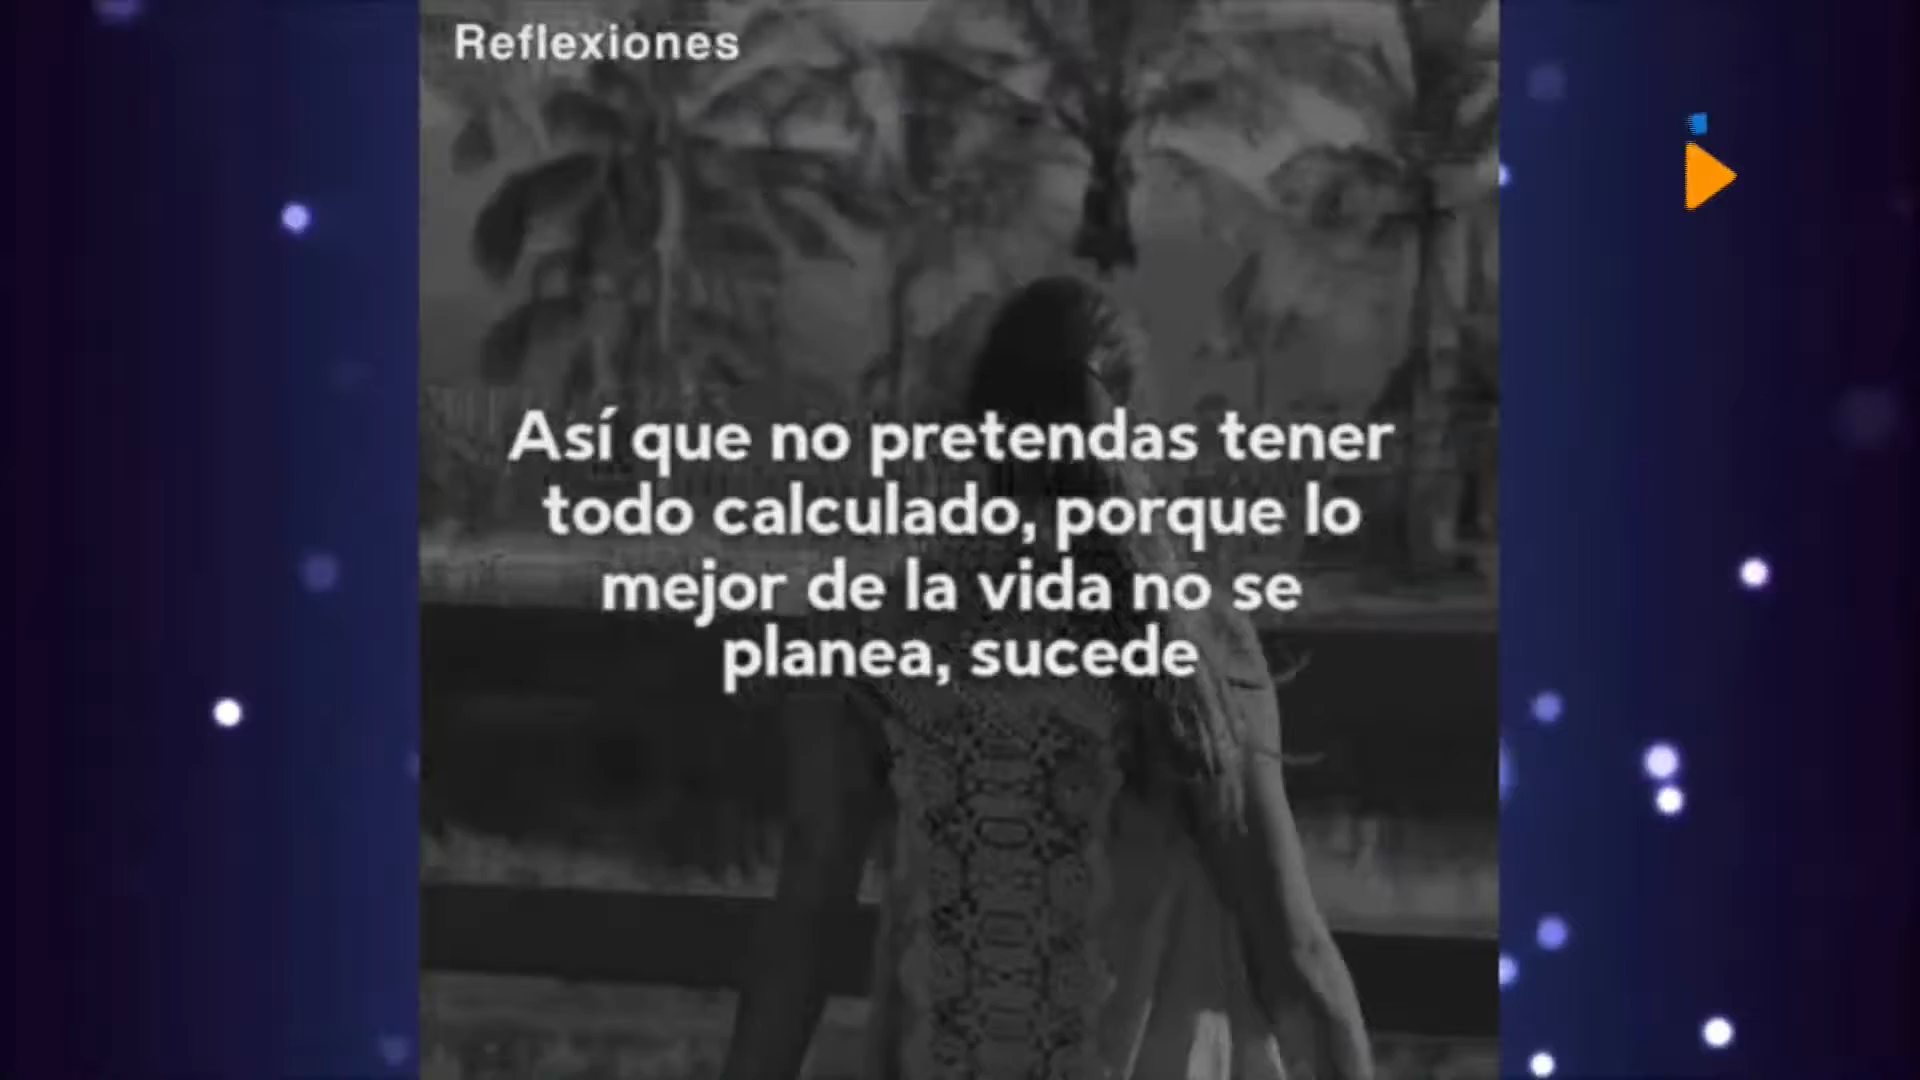 Reflexiones
Así que no pretendas tener
todo calculado, porque lo
mejor de la vida no se
planea, sucede